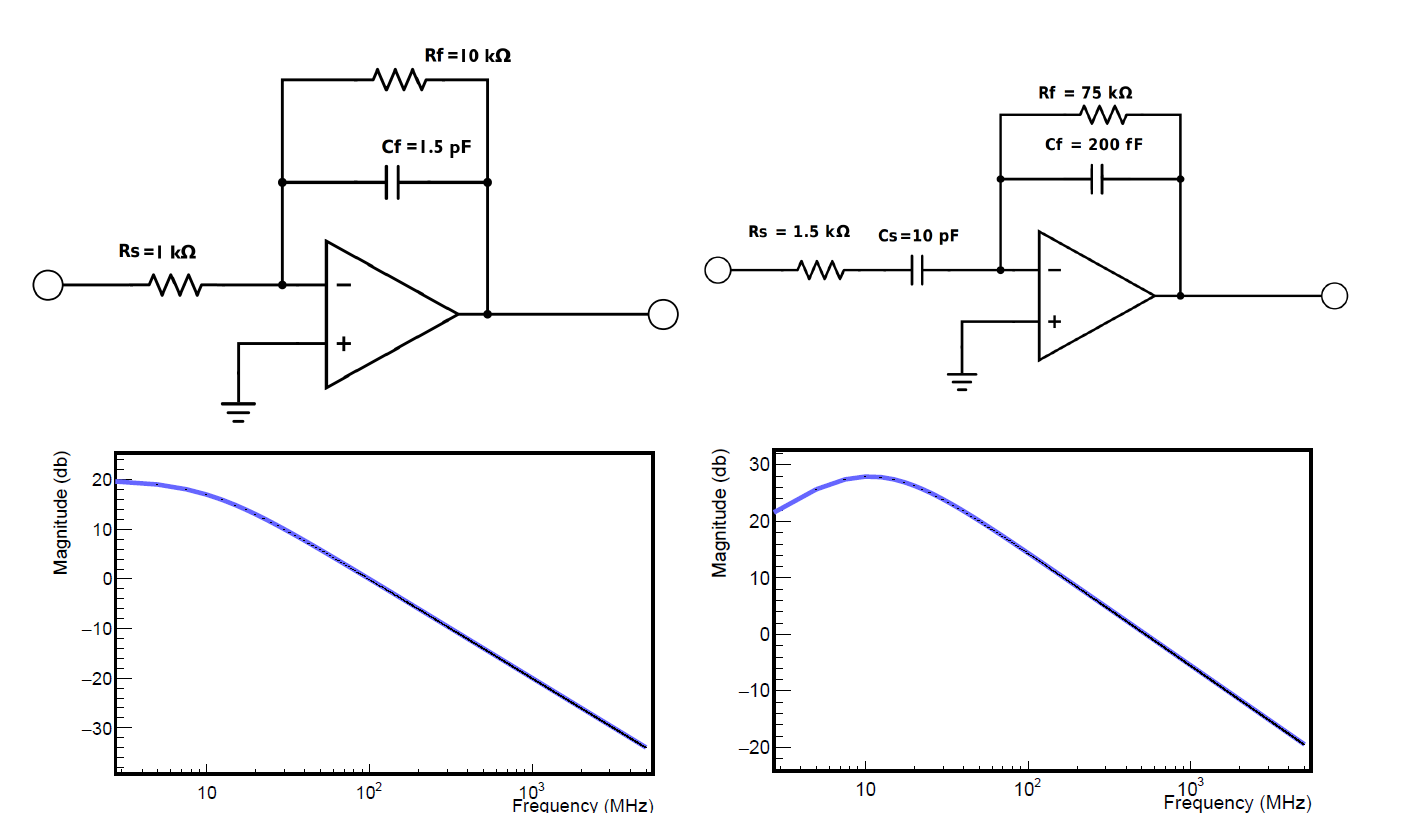 Rf =10 kΩ
Cf =1.5 pF
Rs =1 kΩ
−
+
Rf = 75 kΩ
Cf = 200 fF
Rs = 1.5 kΩ
Cs=10 pF
−
+
Magnitude (db)
20
10
0
−10
−20
−30
10
10²
10³
Frequency (MHz)
Magnitude (db)
30
20
10
0
−10
−20
10
10²
10³
Frequency (MHz)